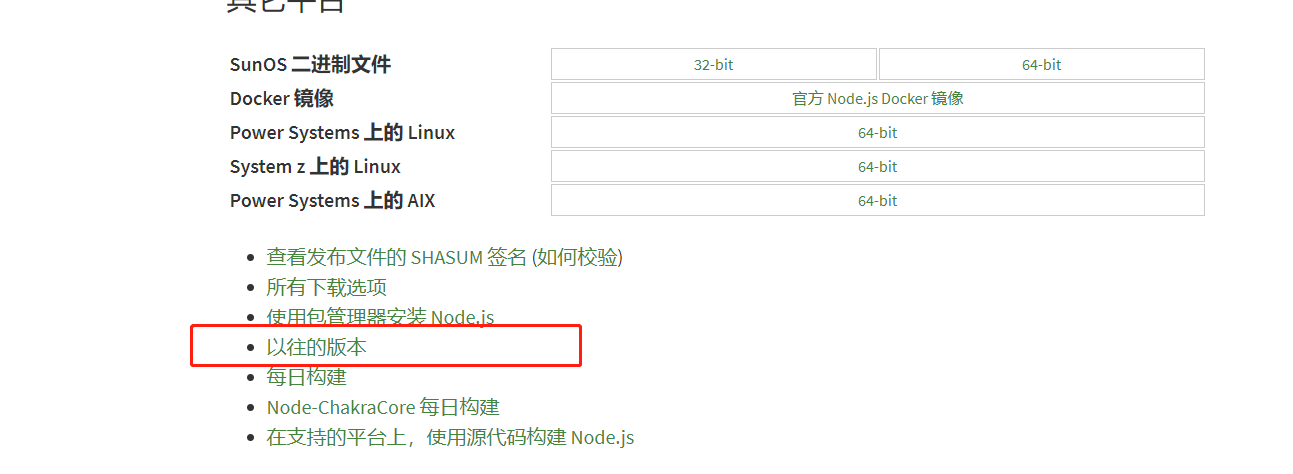 其它平台
SunOS 二进制文件 32-bit 64-bit
Docker 镜像 官方 Node.js Docker 镜像
Power Systems 上的 Linux 64-bit
System z 上的 Linux 64-bit
Power Systems 上的 AIX 64-bit
查看发布文件的 SHASUM 签名 (如何校验)
所有下载选项
使用包管理器安装 Node.js
以往的版本
每日构建
Node-ChakraCore 每日构建
在支持的平台上，使用源代码构建 Node.js